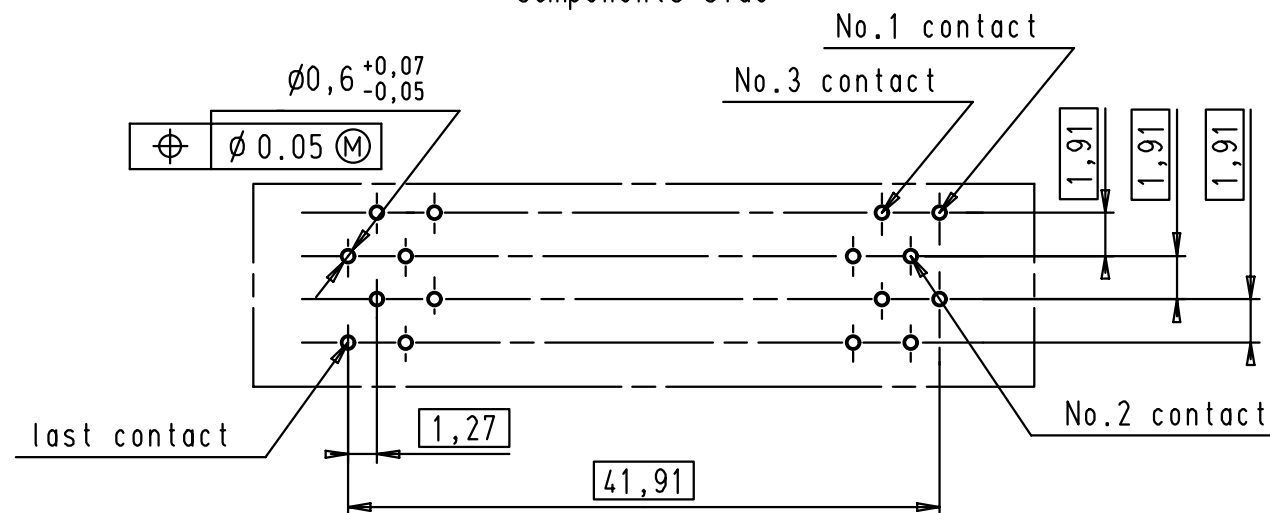 No.1 contact
No.3 contact
Ø0,6 +0,07 -0,05
⌖ Ø 0.05 Ⓜ
1,91
1,91
1,91
last contact
1,27
No.2 contact
41,91